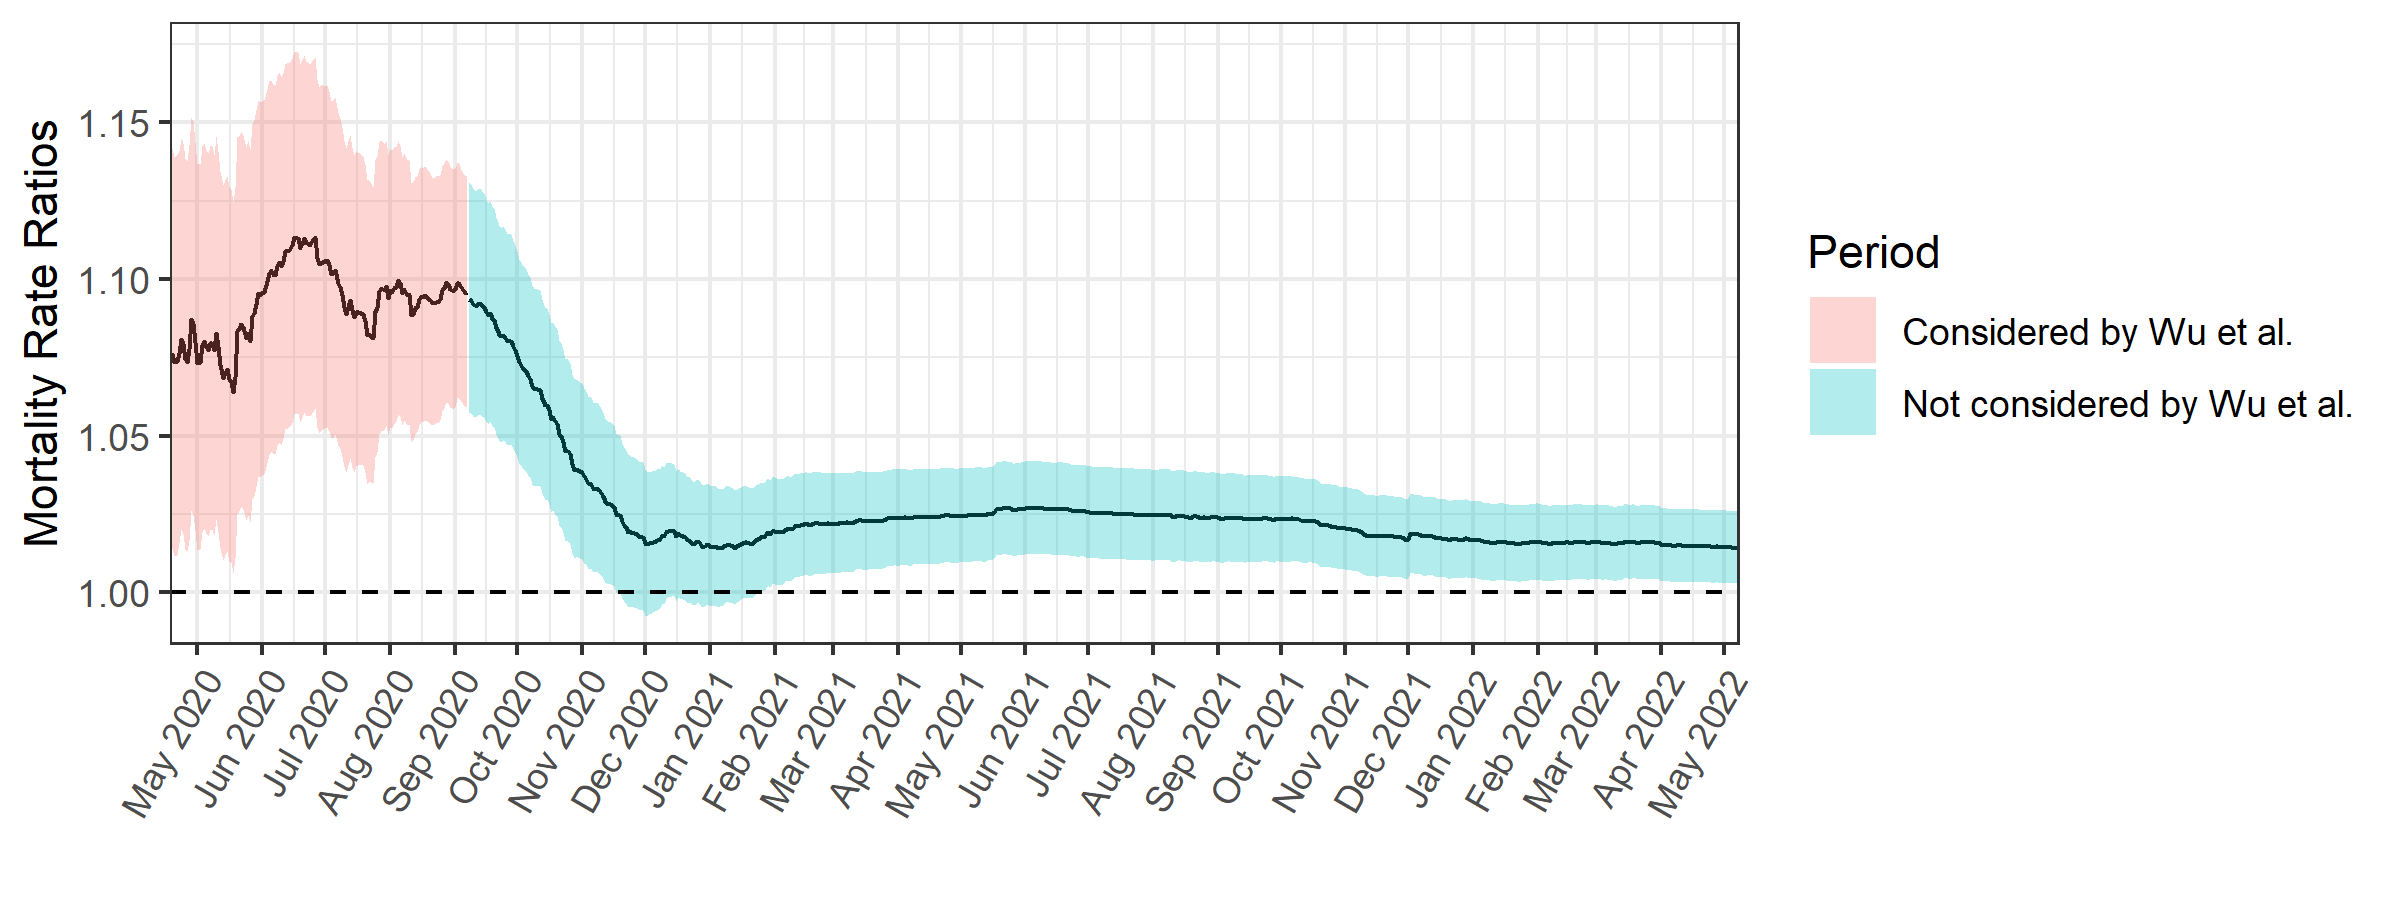 Mortality Rate Ratios
1.15
1.10
1.05
1.00
May 2020
Jun 2020
Jul 2020
Aug 2020
Sep 2020
Oct 2020
Nov 2020
Dec 2020
Jan 2021
Feb 2021
Mar 2021
Apr 2021
May 2021
Jun 2021
Jul 2021
Aug 2021
Sep 2021
Oct 2021
Nov 2021
Dec 2021
Jan 2022
Feb 2022
Mar 2022
Apr 2022
May 2022
Period
Considered by Wu et al.
Not considered by Wu et al.